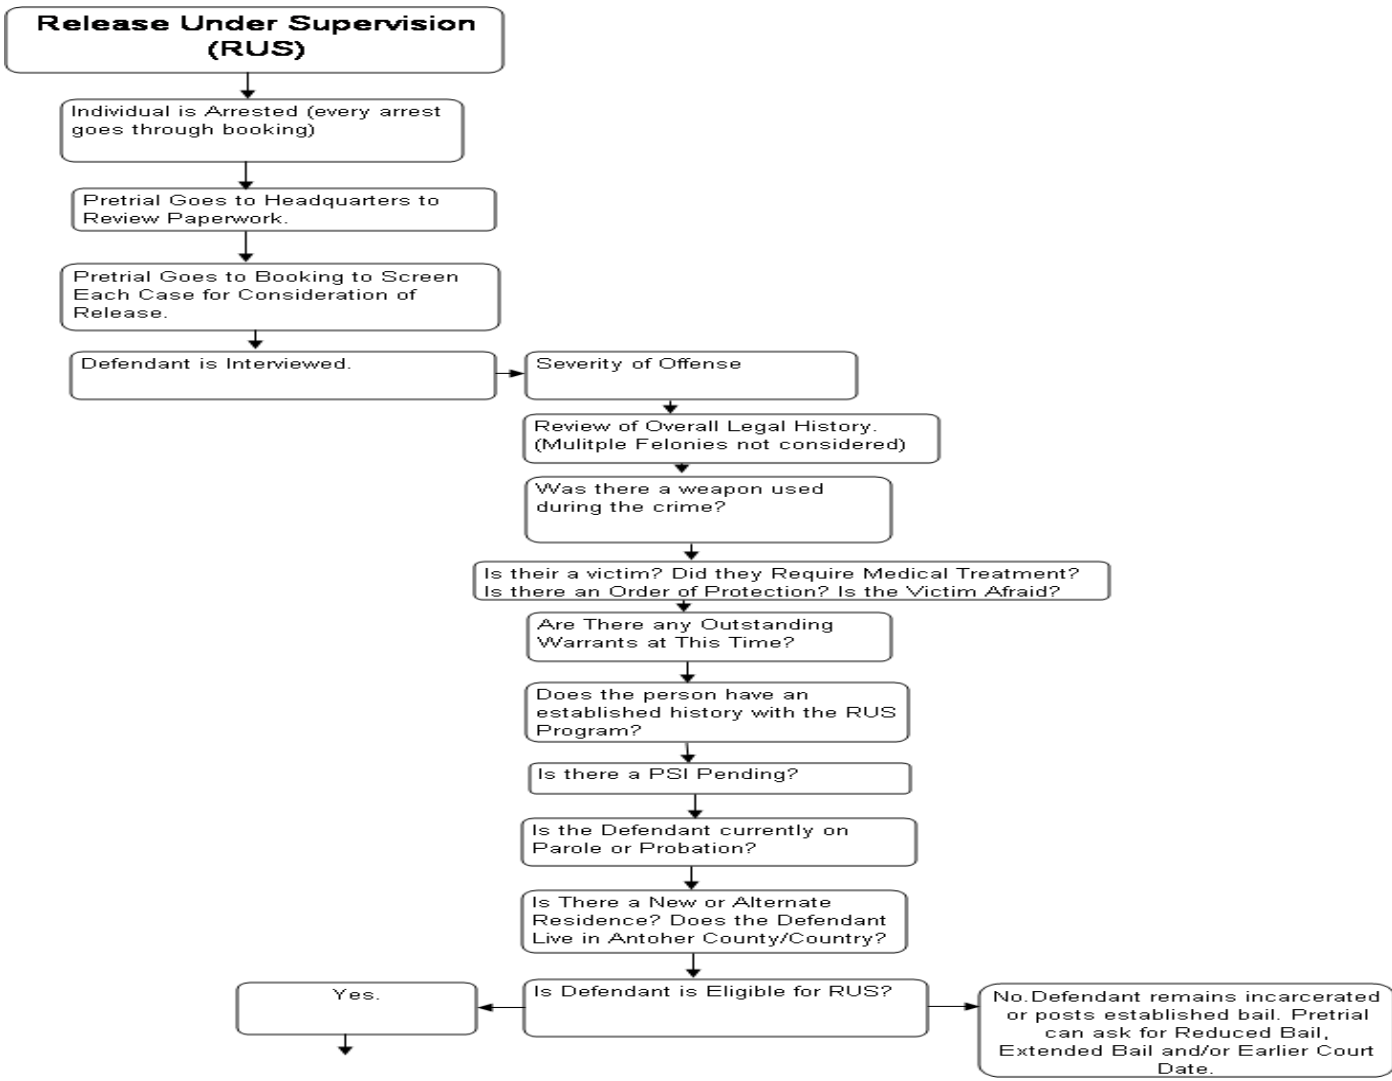 Release Under Supervision
(RUS)
Individual is Arrested (every arrest
goes through booking)
Pretrial Goes to Headquarters to
Review Paperwork.
Pretrial Goes to Booking to Screen
Each Case for Consideration of
Release.
Defendant is Interviewed.
Severity of Offense
Review of Overall Legal History.
(Mulitple Felonies not considered)
Was there a weapon used
during the crime?
Is their a victim? Did they Require Medical Treatment?
Is there an Order of Protection? Is the Victim Afraid?
Are There any Outstanding
Warrants at This Time?
Does the person have an
established history with the RUS
Program?
Is there a PSI Pending?
Is the Defendant currently on
Parole or Probation?
Is There a New or Alternate
Residence? Does the Defendant
Live in Antoher County/Country?
Yes.
Is Defendant is Eligible for RUS?
No.Defendant remains incarcerated
or posts established bail. Pretrial
can ask for Reduced Bail,
Extended Bail and/or Earlier Court
Date.